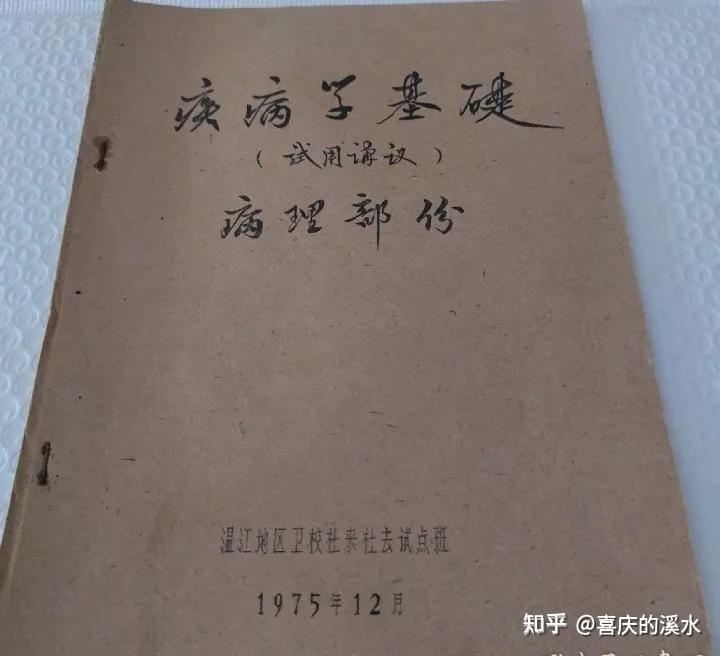 疾病学基礎
（试用讲议）
病理部份
温江地区卫校社来社去试点班
1975年12月
知乎 @喜庆的溪水